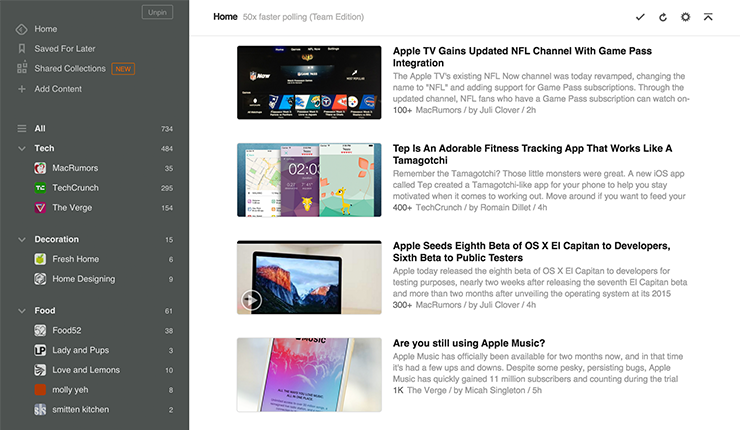 Unpin
Home
Saved For Later
Shared Collections NEW
Add Content
All 734
Tech 484
MacRumors 35
TechCrunch 295
The Verge 154
Decoration 15
Fresh Home 6
Home Designing 9
Food 61
Food52 38
Lady and Pups 3
Love and Lemons 10
molly yeh 8
smitten kitchen 2
Home 50x faster polling (Team Edition)
Apple TV Gains Updated NFL Channel With Game Pass
Integration
The Apple TV's existing NFL Now channel was today revamped, changing
the name to "NFL" and adding support for Game Pass subscriptions. Through the
updated channel, NFL fans who have a Game Pass subscription can watch on-
100+ MacRumors / by Juli Clover / 2h
Tep Is An Adorable Fitness Tracking App That Works Like A
Tamagotchi
Remember the Tamagotchi? Those little monsters were great. A new iOS app
called Tep created a Tamagotchi-like app for your phone to help you stay
motivated when it comes to working out. Move around if you want to feed your
400+ TechCrunch / by Romain Dillet / 4h
Apple Seeds Eighth Beta of OS X El Capitan to Developers,
Sixth Beta to Public Testers
Apple today released the eighth beta of OS X El Capitan to developers for
testing purposes, nearly two weeks after releasing the seventh El Capitan beta
and more than two months after unveiling the operating system at its 2015
300+ MacRumors / by Juli Clover / 4h
MUSIC
Are you still using Apple Music?
Apple Music has officially been available for two months now, and in that time
it's had a few ups and downs. Despite some pesky, persisting bugs, Apple
Music has quickly gained 11 million subscribers and counting during the trial
1K The Verge / by Micah Singleton / 5h